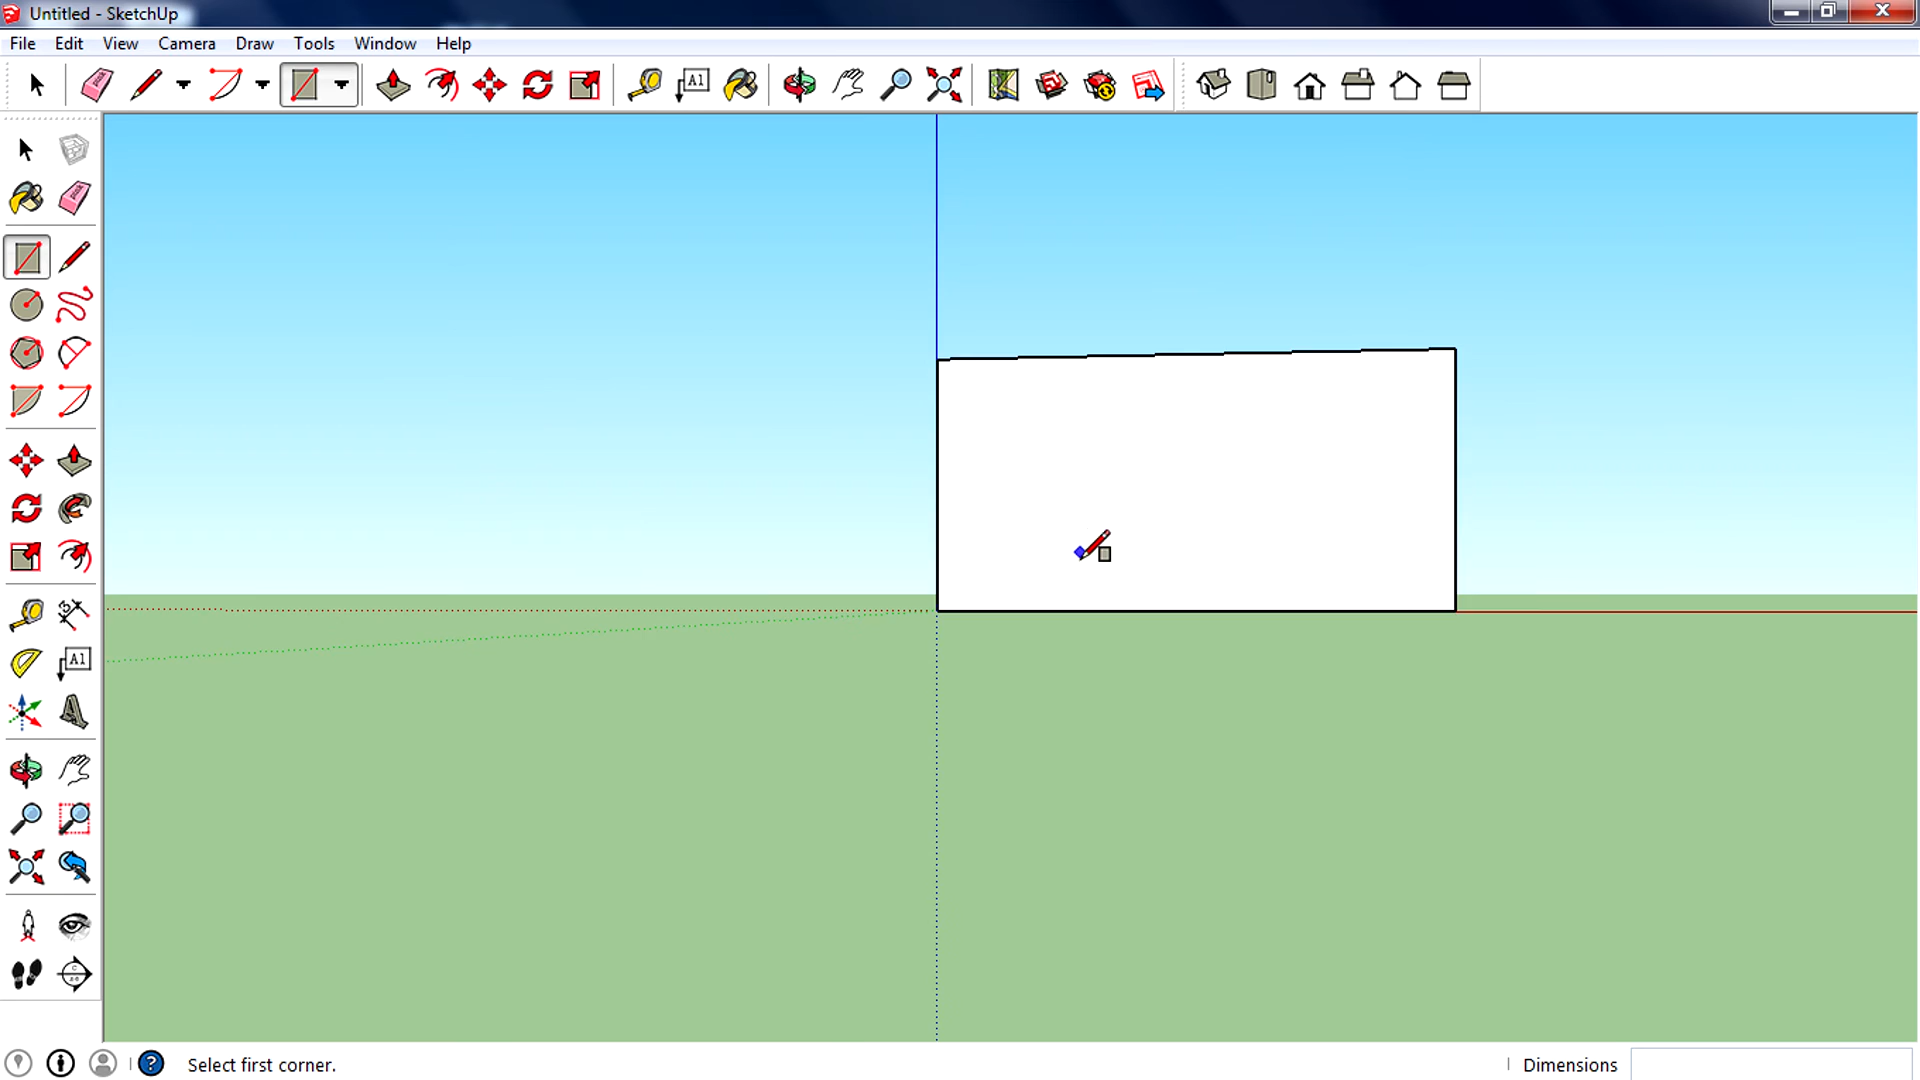 Untitled - SketchUp
File Edit View Camera Draw Tools Window Help
A1
A1
Select first corner.
Dimensions